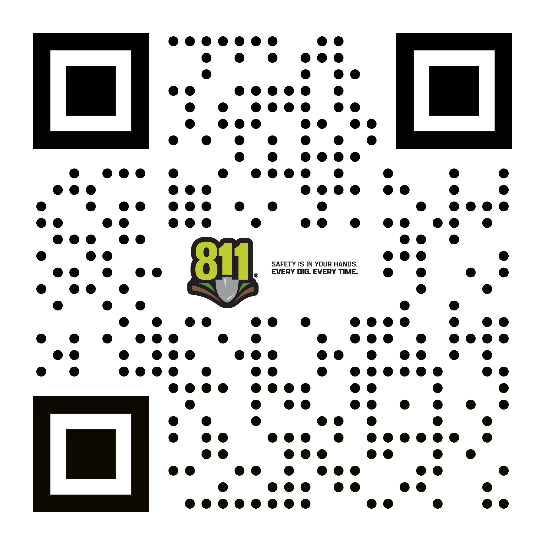 811
SAFETY IS IN YOUR HANDS.
EVERY DIG. EVERY TIME.